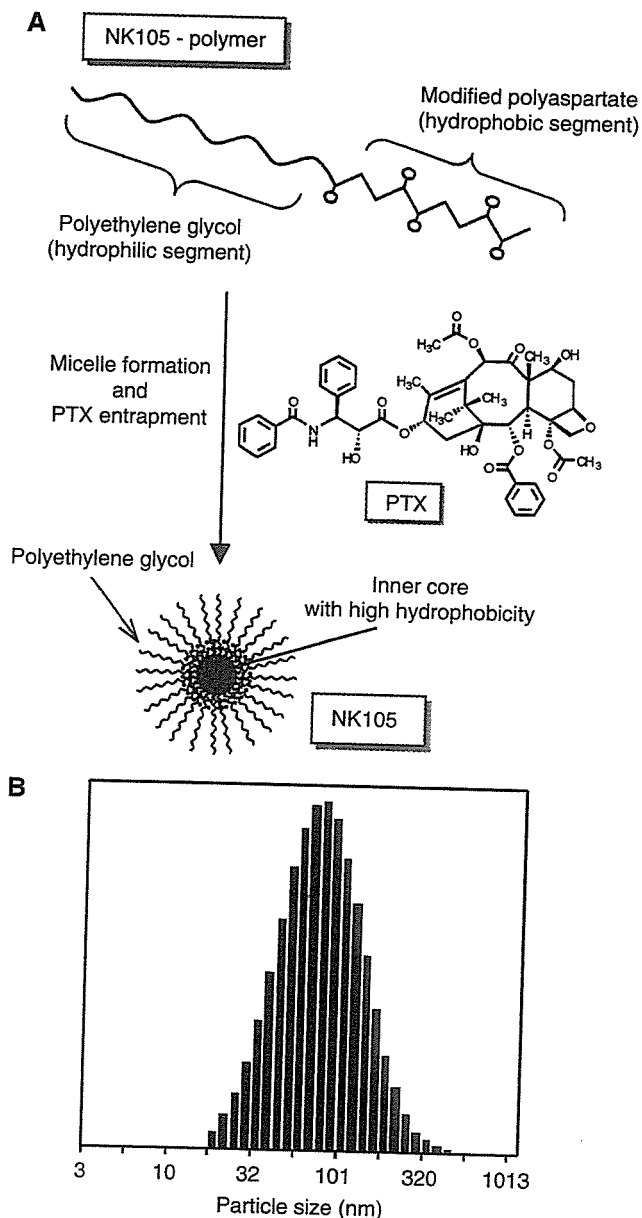 A
NK105 - polymer
Modified polyaspartate
(hydrophobic segment)
Polyethylene glycol
(hydrophilic segment)
Micelle formation
and
PTX entrapment
O
H₃C
O
O
CH₃
OH
H₃C
CH₃
H₃C
O
N
H
HO
O
O
HO
O
H
O
O
O
O
CH₃
PTX
Polyethylene glycol
Inner core
with high hydrophobicity
NK105
B
3 10 32 101 320 1013
Particle size (nm)